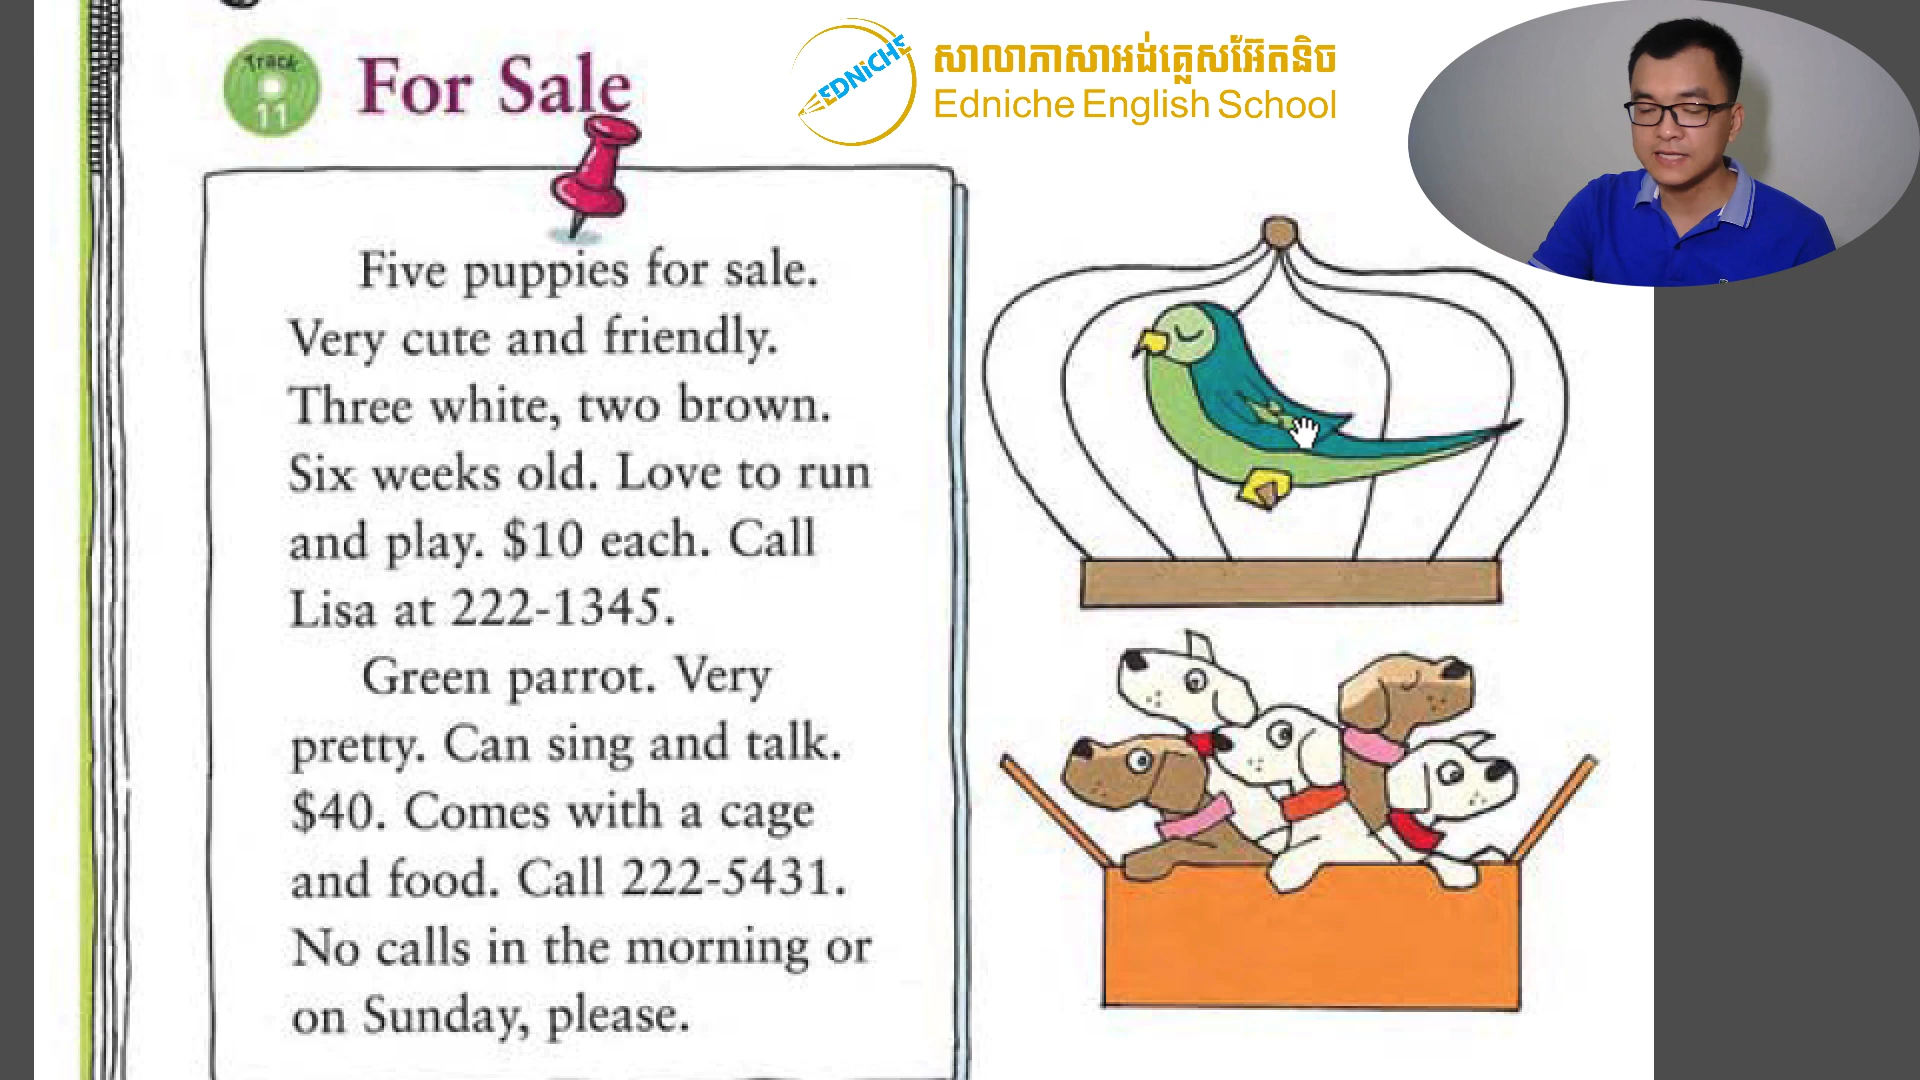 Track
11
For Sale
EDNiCHE
សាលាភាសាអង់គ្លេសអ៊ែតនិច
Edniche English School
Five puppies for sale.
Very cute and friendly.
Three white, two brown.
Six weeks old. Love to run
and play. $10 each. Call
Lisa at 222-1345.
Green parrot. Very
pretty. Can sing and talk.
$40. Comes with a cage
and food. Call 222-5431.
No calls in the morning or
on Sunday, please.